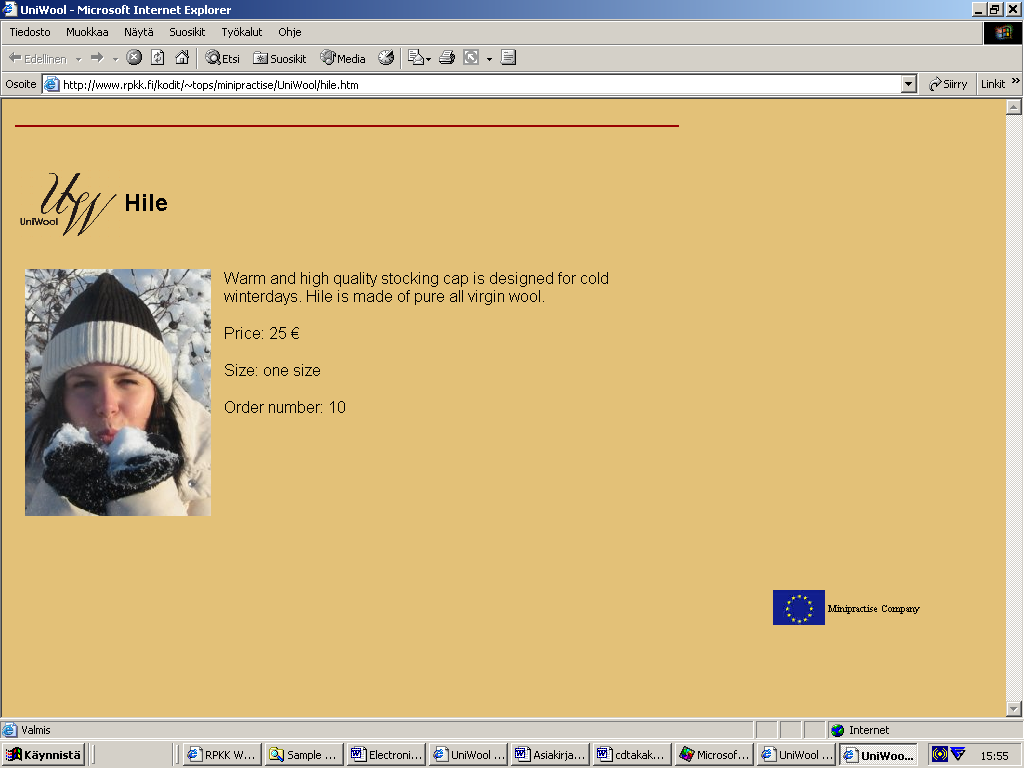 UniWool - Microsoft Internet Explorer
Tiedosto Muokkaa Näytä Suosikit Työkalut Ohje
Edellinen Etsi Suosikit Media
Osoite http://www.rpkk.fi/kodit/~tops/minipractise/UniWool/hile.htm Siirry Linkit »
UW
UniWool
Hile
Warm and high quality stocking cap is designed for cold
winterdays. Hile is made of pure all virgin wool.
Price: 25 €
Size: one size
Order number: 10
Minipractise Company
Valmis Internet
Käynnistä RPKK W... Sample ... Electroni... UniWool ... Asiakirja... cdtakak... Microsof... UniWool ... UniWoo... 15:55